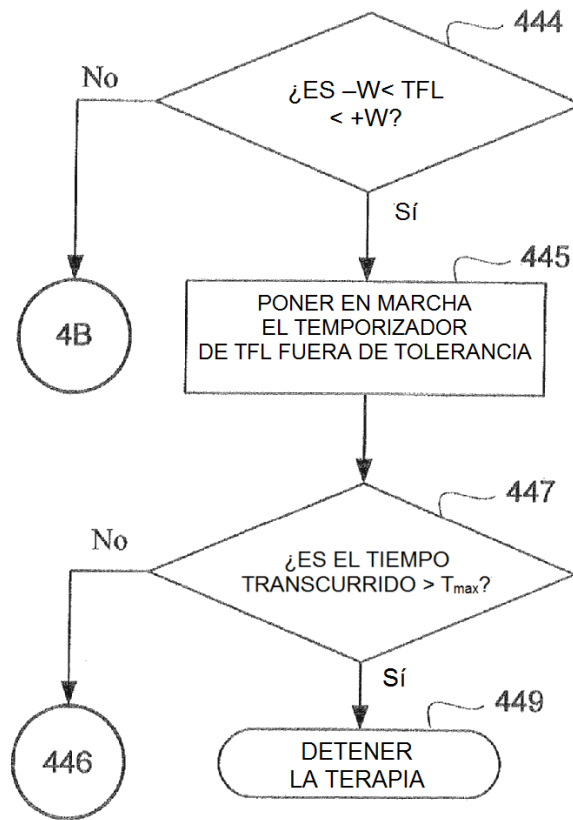 444
No
¿ES –W< TFL
< +W?
Sí
445
4B
PONER EN MARCHA
EL TEMPORIZADOR
DE TFL FUERA DE TOLERANCIA
447
No
¿ES EL TIEMPO
TRANSCURRIDO > Tmax?
Sí
449
446
DETENER
LA TERAPIA